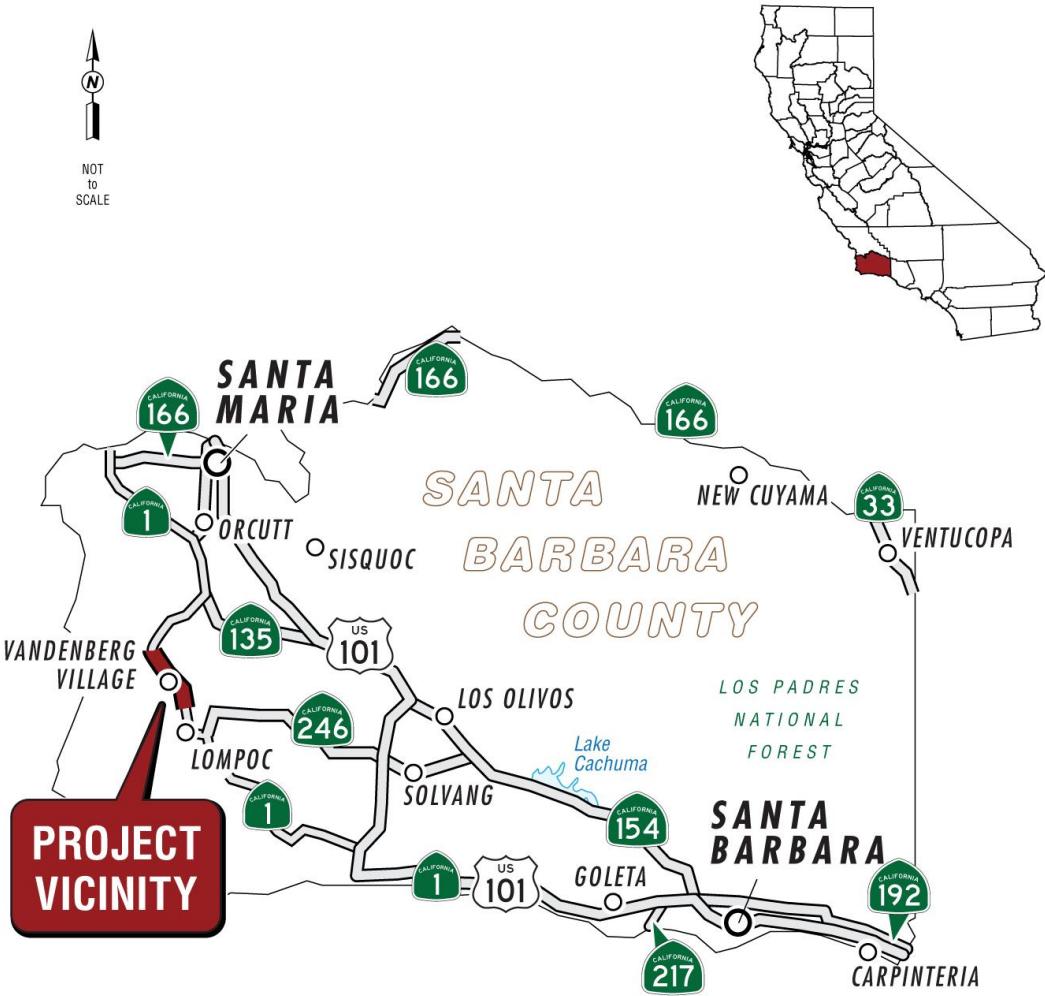 N
NOT
to
SCALE
SANTA
MARIA
CALIFORNIA
166
CALIFORNIA
166
CALIFORNIA
166
SANTA
BARBARA
COUNTY
NEW CUYAMA
CALIFORNIA
33
VENTUCOPA
CALIFORNIA
1
ORCUTT
SISQUOC
CALIFORNIA
135
US
101
VANDENBERG
VILLAGE
LOS OLIVOS
LOS PADRES
NATIONAL
FOREST
CALIFORNIA
246
LOMPOC
SOLVANG
Lake
Cachuma
CALIFORNIA
1
CALIFORNIA
154
SANTA
BARBARA
PROJECT
VICINITY
CALIFORNIA
1
US
101
GOLETA
CALIFORNIA
192
CALIFORNIA
217
CARPINTERIA